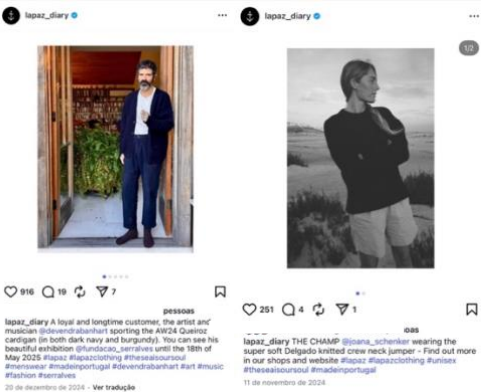 lapaz_diary
916 19 7
pessoas
lapaz_diary A loyal and longtime customer, the artist and
musician @devendrabanhart sporting the AW24 Queiroz
cardigan (in both dark navy and burgundy). You can see his
beautiful exhibition @fundacao_serralves until the 18th of
May 2025 #lapaz #lapazclothing #theseaisoursoul
#menswear #madeinportugal #devendrabanhart #art #music
#fashion #serralves
20 de dezembro de 2024 · Ver tradução
lapaz_diary
1/2
251 4 1
lapaz_diary THE CHAMP @joana_schenker wearing the
super soft Delgado knitted crew neck jumper - Find out more
in our shops and website #lapaz #lapazclothing #unisex
#theseaisoursoul #madeinportugal
11 de novembro de 2024